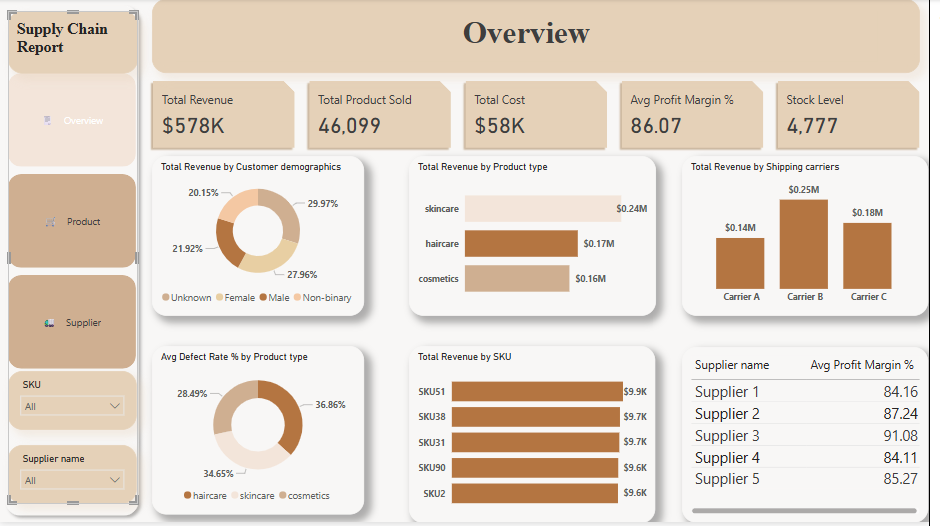 Supply Chain
Report
Overview
Product
Supplier
SKU
All
Supplier name
All
Overview
Total Revenue
$578K
Total Product Sold
46,099
Total Cost
$58K
Avg Profit Margin %
86.07
Stock Level
4,777
Total Revenue by Customer demographics
20.15%
29.97%
21.92%
27.96%
Unknown Female Male Non-binary
Total Revenue by Product type
skincare $0.24M
haircare $0.17M
cosmetics $0.16M
Total Revenue by Shipping carriers
$0.14M $0.25M $0.18M
Carrier A Carrier B Carrier C
Avg Defect Rate % by Product type
28.49%
36.86%
34.65%
haircare skincare cosmetics
Total Revenue by SKU
SKU51 $9.9K
SKU38 $9.7K
SKU31 $9.7K
SKU90 $9.6K
SKU2 $9.6K
Supplier name Avg Profit Margin %
Supplier 1 84.16
Supplier 2 87.24
Supplier 3 91.08
Supplier 4 84.11
Supplier 5 85.27